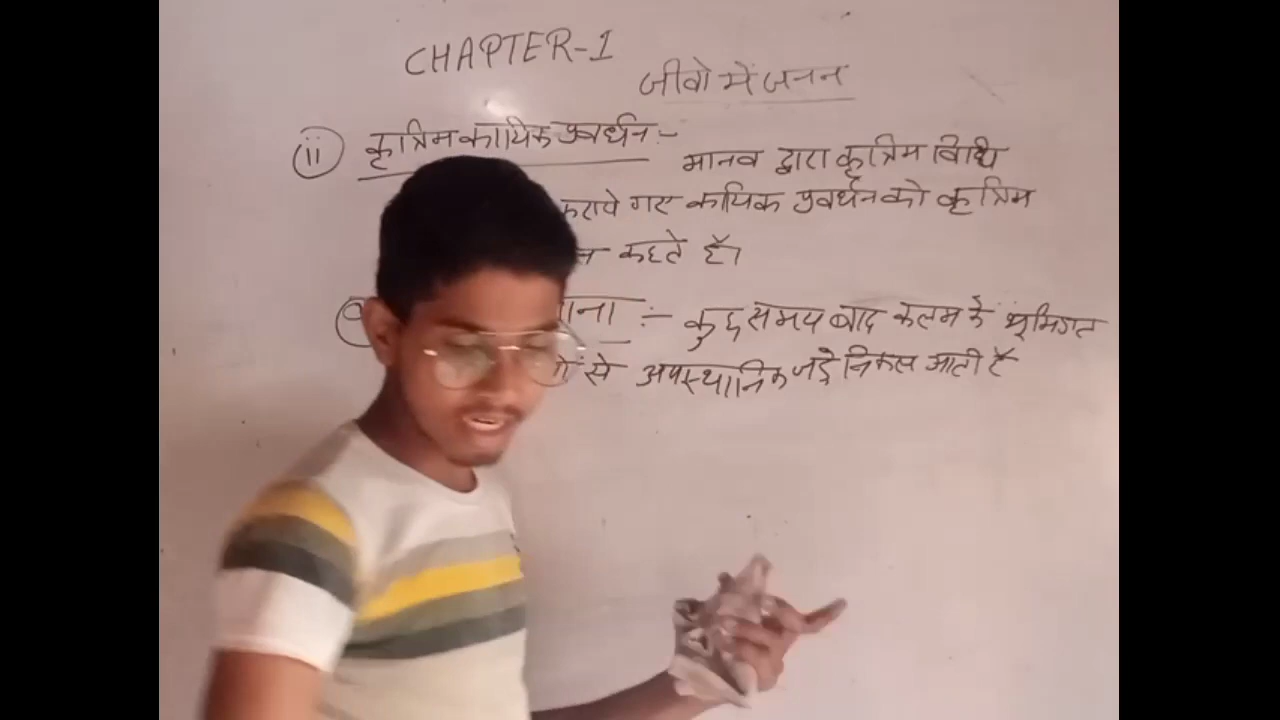 CHAPTER-1
जीवो में जनन
(ii) कृत्रिम कायिक प्रवर्धन :-
मानव द्वारा कृत्रिम विधि
कराये गए कायिक प्रवर्धन को कृत्रिम
कहते हैं।
:- कुछ समय बाद कलम के भूमिगत
से अपस्थानिक जड़े निकल आती हैं